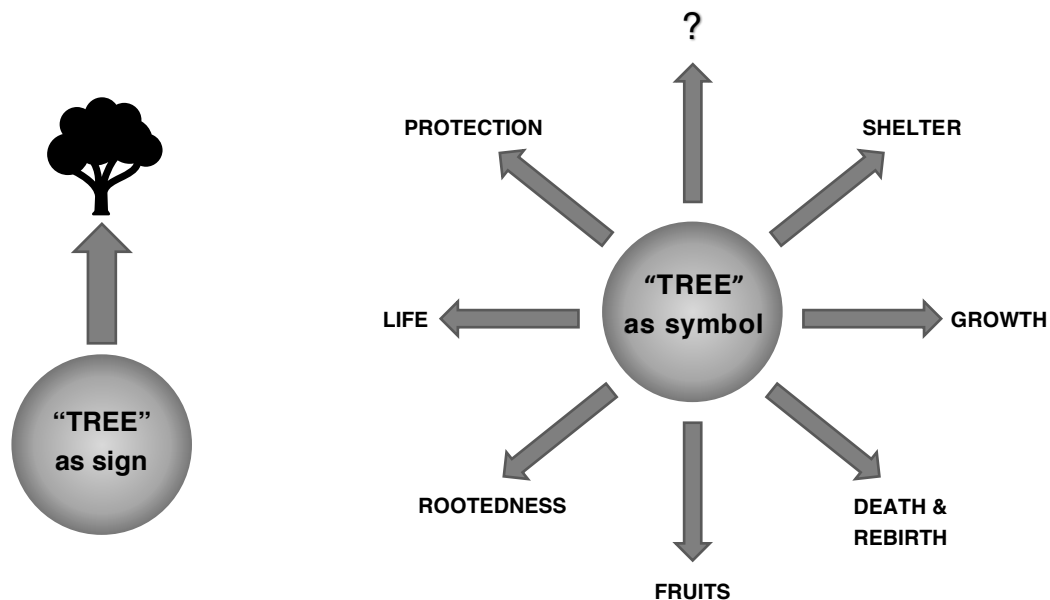 ?
PROTECTION
SHELTER
“TREE”
as symbol
LIFE
GROWTH
“TREE”
as sign
ROOTEDNESS
DEATH &
REBIRTH
FRUITS